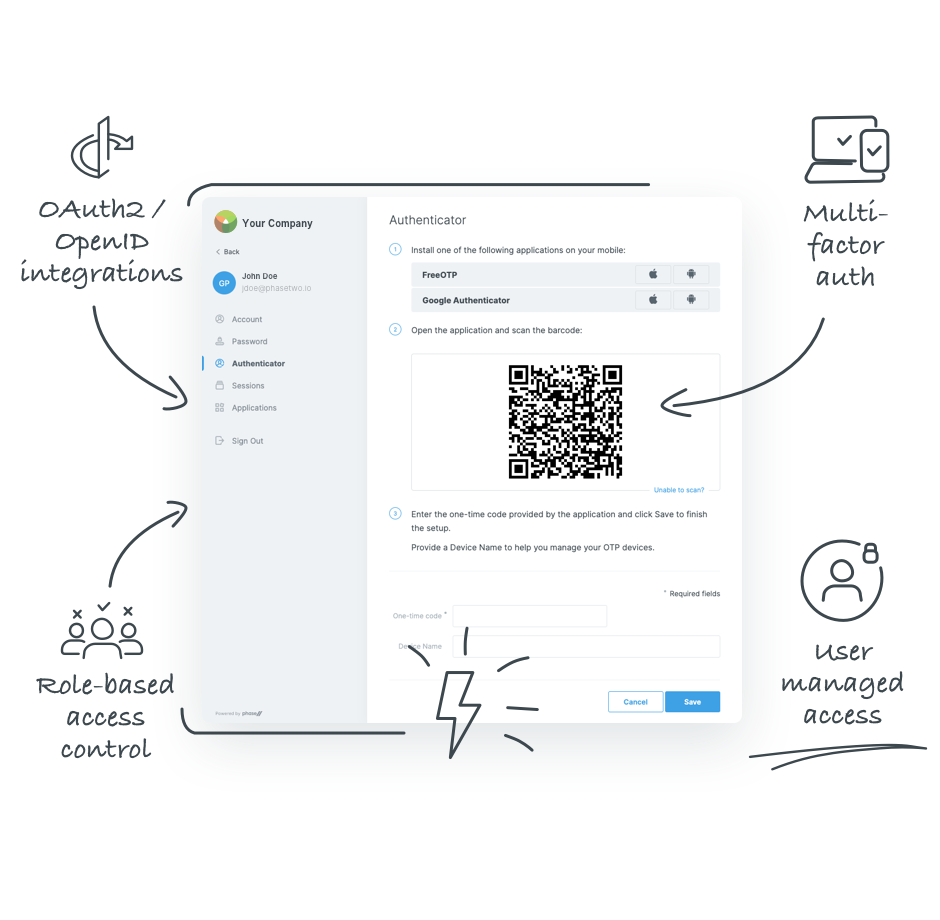 OAuth2 /
OpenID
integrations
Multi-
factor
auth
Your Company
Back
GP
John Doe
jdoe@phasetwo.io
Account
Password
Authenticator
Sessions
Applications
Sign Out
Powered by phase//
Authenticator
1 Install one of the following applications on your mobile:
FreeOTP
Google Authenticator
2 Open the application and scan the barcode:
Unable to scan?
3 Enter the one-time code provided by the application and click Save to finish
the setup.
Provide a Device Name to help you manage your OTP devices.
* Required fields
One-time code *
Device Name
Cancel
Save
Role-based
access
control
User
managed
access